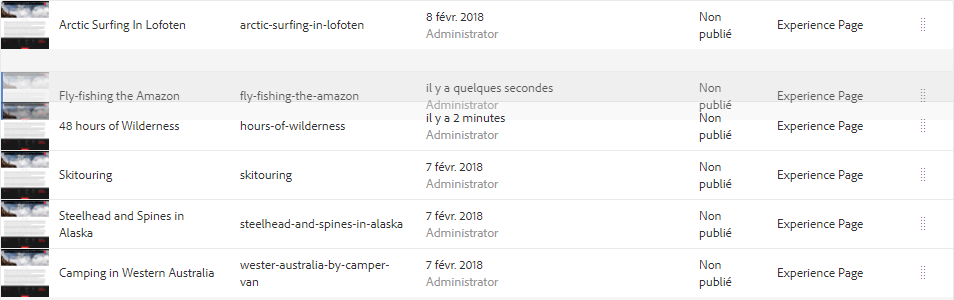 Arctic Surfing In Lofoten arctic-surfing-in-lofoten 8 févr. 2018 Non Experience Page
Administrator publié
Fly-fishing the Amazon fly-fishing-the-amazon il y a quelques secondes Non Experience Page
Administrator publié
48 hours of Wilderness hours-of-wilderness il y a 2 minutes Non Experience Page
Administrator publié
Skitouring skitouring 7 févr. 2018 Non Experience Page
Administrator publié
Steelhead and Spines in steelhead-and-spines-in-alaska 7 févr. 2018 Non Experience Page
Alaska Administrator publié
Camping in Western Australia wester-australia-by-camper- 7 févr. 2018 Non Experience Page
van Administrator publié